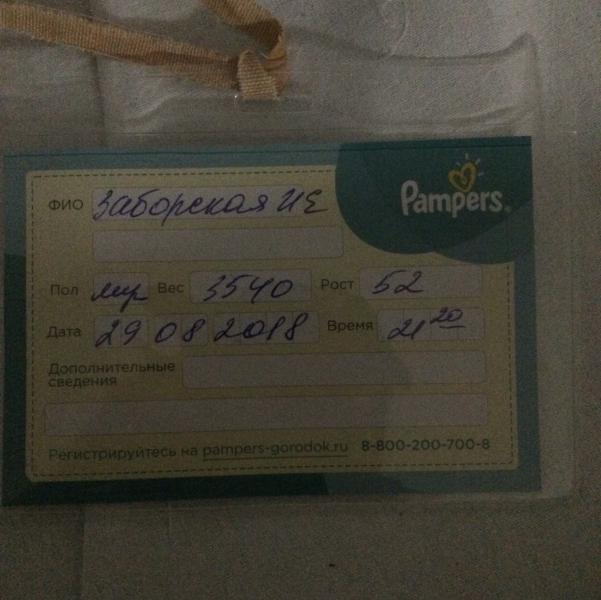 Pampers
ФИО Заборская И Е
Пол муж Вес 3540 Рост 52
Дата 29 08 2018 Время 21 20
Дополнительные
сведения
Регистрируйтесь на pampers-gorodok.ru 8-800-200-700-8